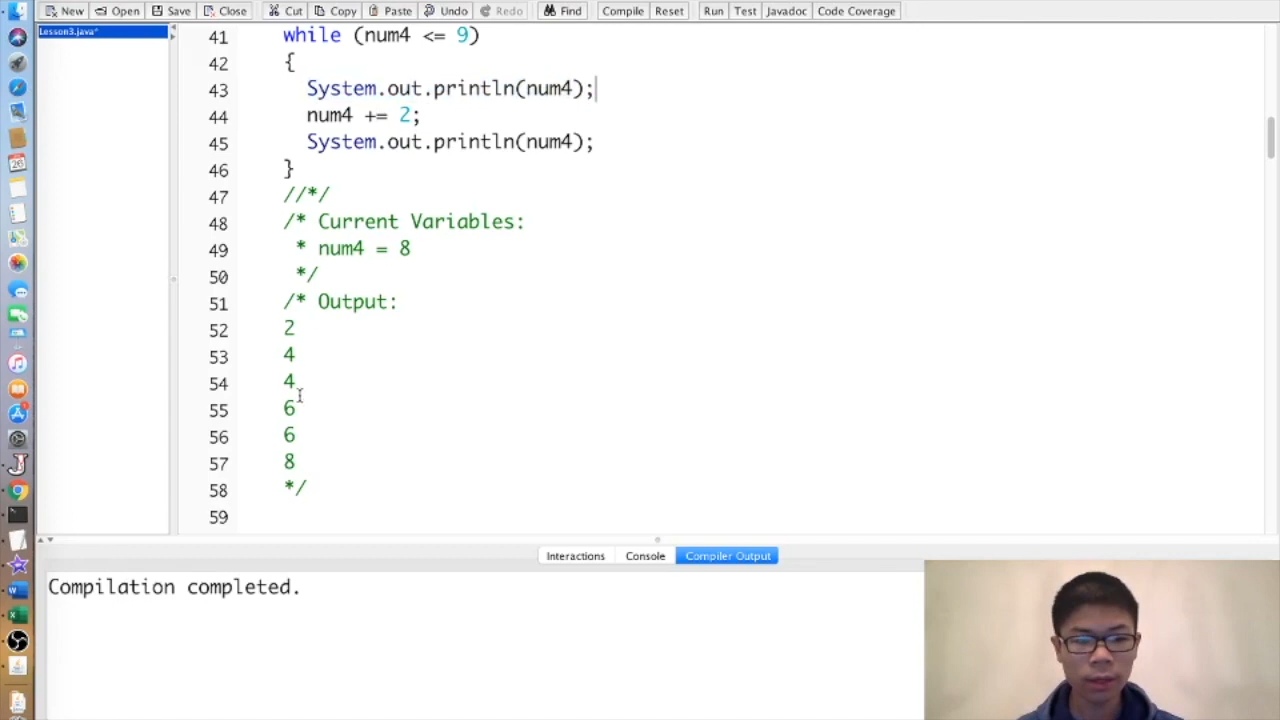 New Open Save Close Cut Copy Paste Undo Redo Find Compile Reset Run Test Javadoc Code Coverage
Lesson3.java*
41 while (num4 <= 9)
42 {
43 System.out.println(num4);
44 num4 += 2;
45 System.out.println(num4);
46 }
47 //*/
48 /* Current Variables:
49 * num4 = 8
50 */
51 /* Output:
52 2
53 4
54 4
55 6
56 6
57 8
58 */
59
Interactions Console Compiler Output
Compilation completed.